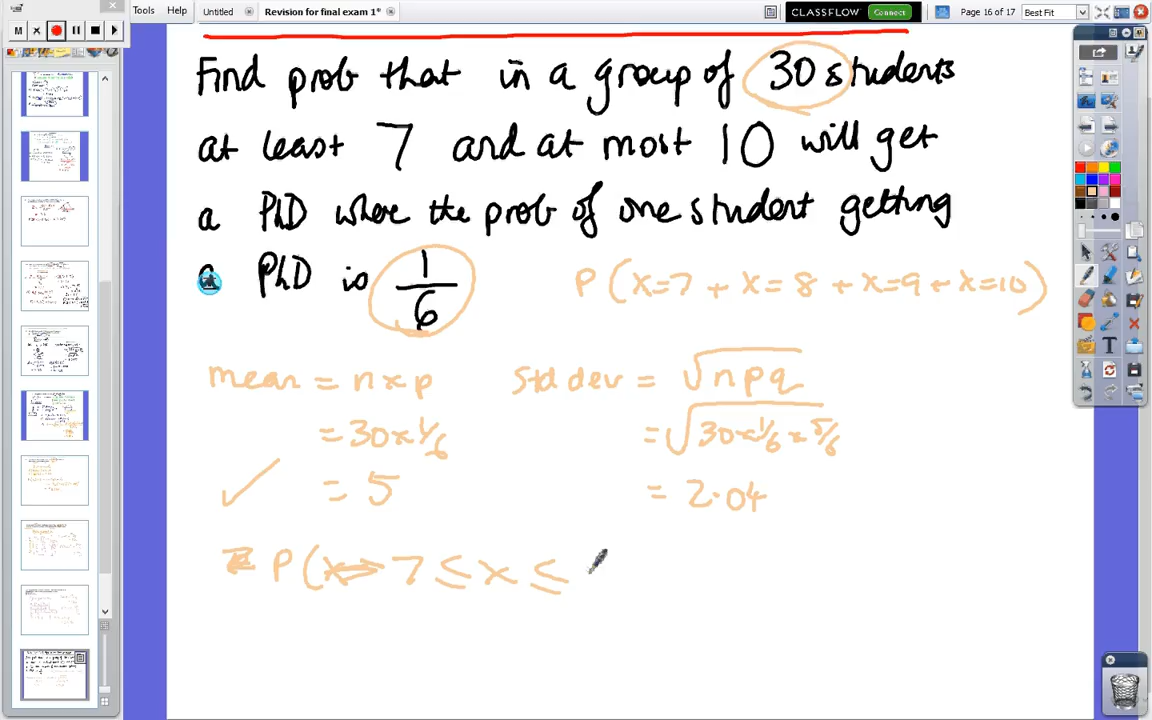 Tools Help Untitled Revision for final exam 1* CLASSFLOW Connect Page 16 of 17 Best Fit
M
Find prob that in a group of 30 students
at least 7 and at most 10 will get
a PhD where the prob of one student getting
a PhD is 1/6 P(x=7 + x=8 + x=9 + x=10)
mean = n x p std dev = √npq
= 30 x 1/6 = √30 x 1/6 x 5/6
= 5 = 2.04
P( 7 ≤ x ≤